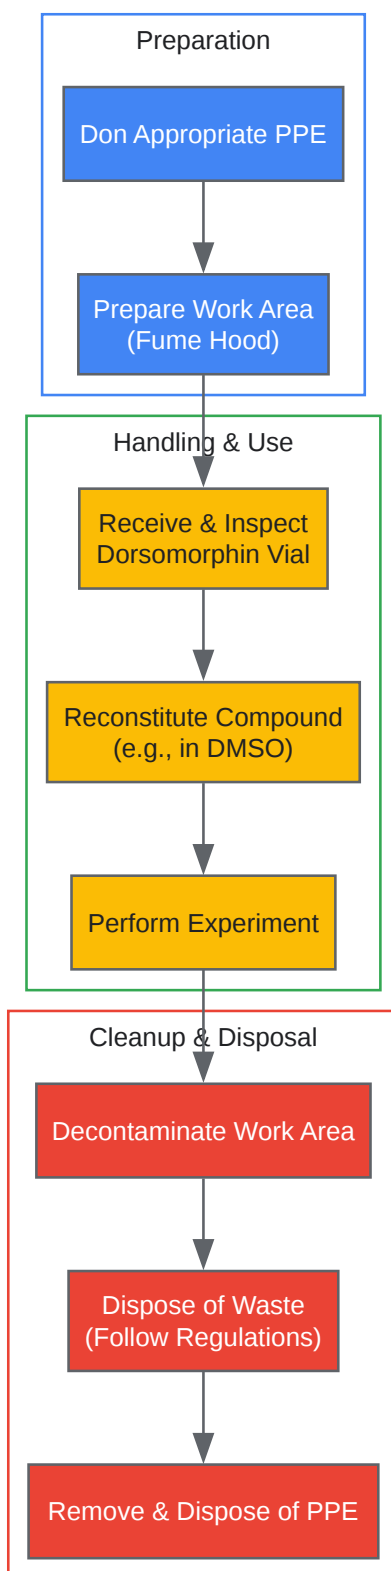 Preparation
Don Appropriate PPE
Prepare Work Area
(Fume Hood)
Handling & Use
Receive & Inspect
Dorsomorphin Vial
Reconstitute Compound
(e.g., in DMSO)
Perform Experiment
Cleanup & Disposal
Decontaminate Work Area
Dispose of Waste
(Follow Regulations)
Remove & Dispose of PPE